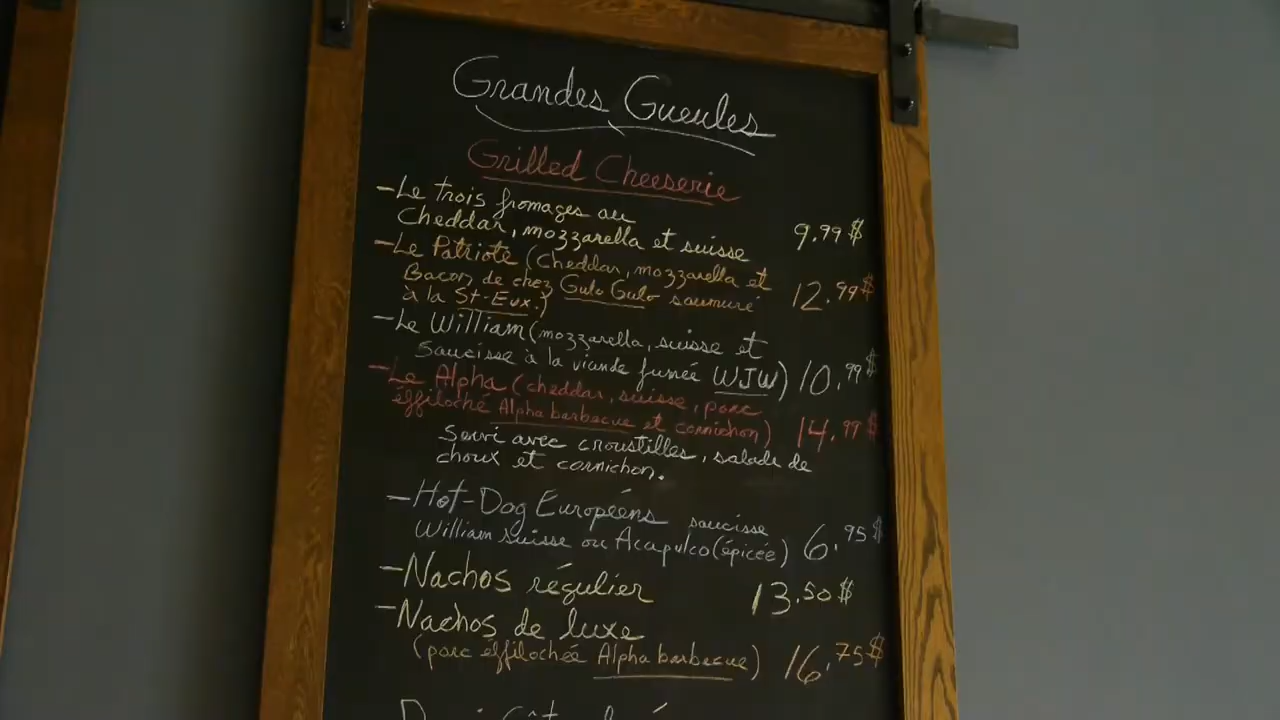 Grandes Gueules
Grilled Cheeserie
-Le trois fromages au
Cheddar, mozzarella et suisse 9.99$
-Le Patriote (Cheddar, mozzarella et
Bacon de chez Gulo Gulo saumuré 12.99$
à la St-Eux.)
-Le William (mozzarella, suisse et
Saucisse à la viande fumée WJW) 10.99$
-Le Alpha (cheddar, suisse, porc
éffiloché Alpha barbecue et cornichon) 14.99$
Servi avec croustilles, salade de
choux et cornichon.
-Hot-Dog Européens saucisse
William suisse ou Acapulco (épicée) 6.95$
-Nachos régulier 13.50$
-Nachos de luxe
(porc éffilochée Alpha barbecue) 16.75$